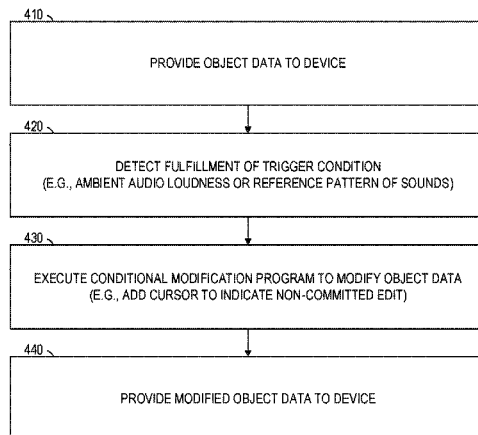 410
PROVIDE OBJECT DATA TO DEVICE
420
DETECT FULFILLMENT OF TRIGGER CONDITION
(E.G., AMBIENT AUDIO LOUDNESS OR REFERENCE PATTERN OF SOUNDS)
430
EXECUTE CONDITIONAL MODIFICATION PROGRAM TO MODIFY OBJECT DATA
(E.G., ADD CURSOR TO INDICATE NON-COMMITTED EDIT)
440
PROVIDE MODIFIED OBJECT DATA TO DEVICE